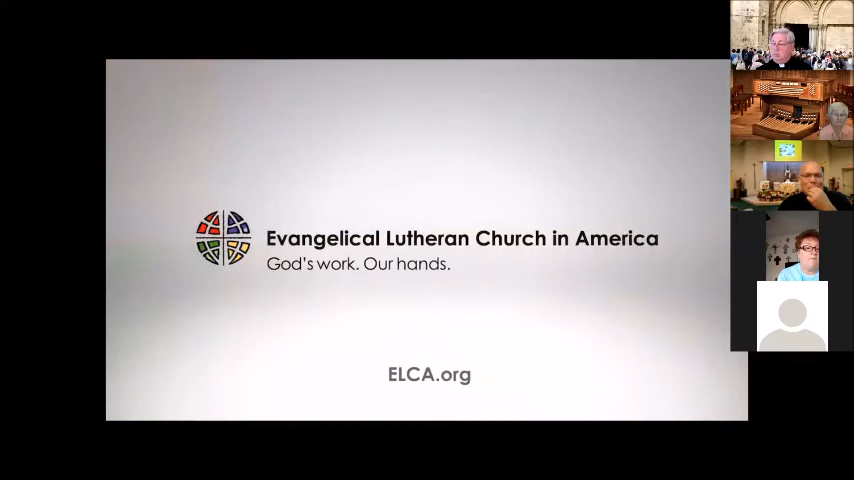 Evangelical Lutheran Church in America
God's work. Our hands.
ELCA.org